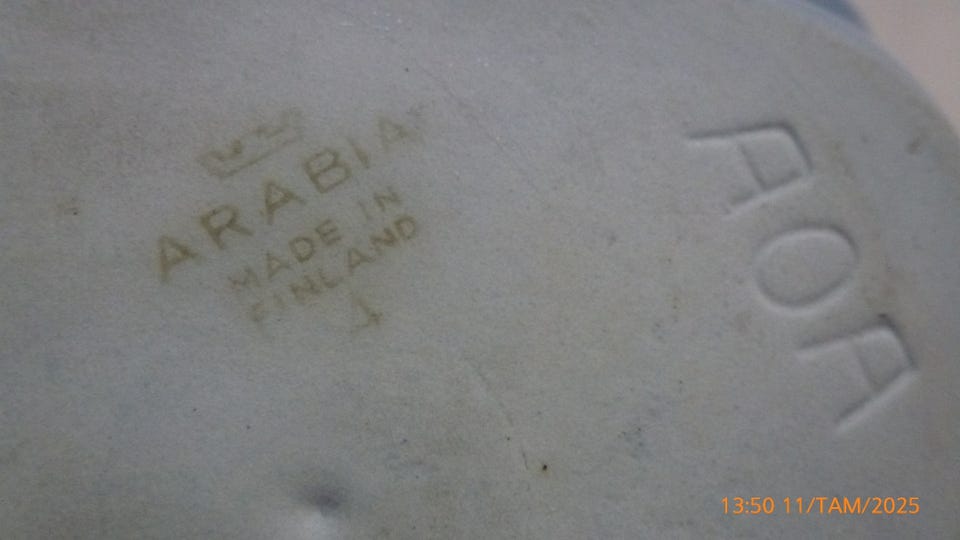 ARABIA
MADE IN
FINLAND
AOA
13:50 11/TAM/2025